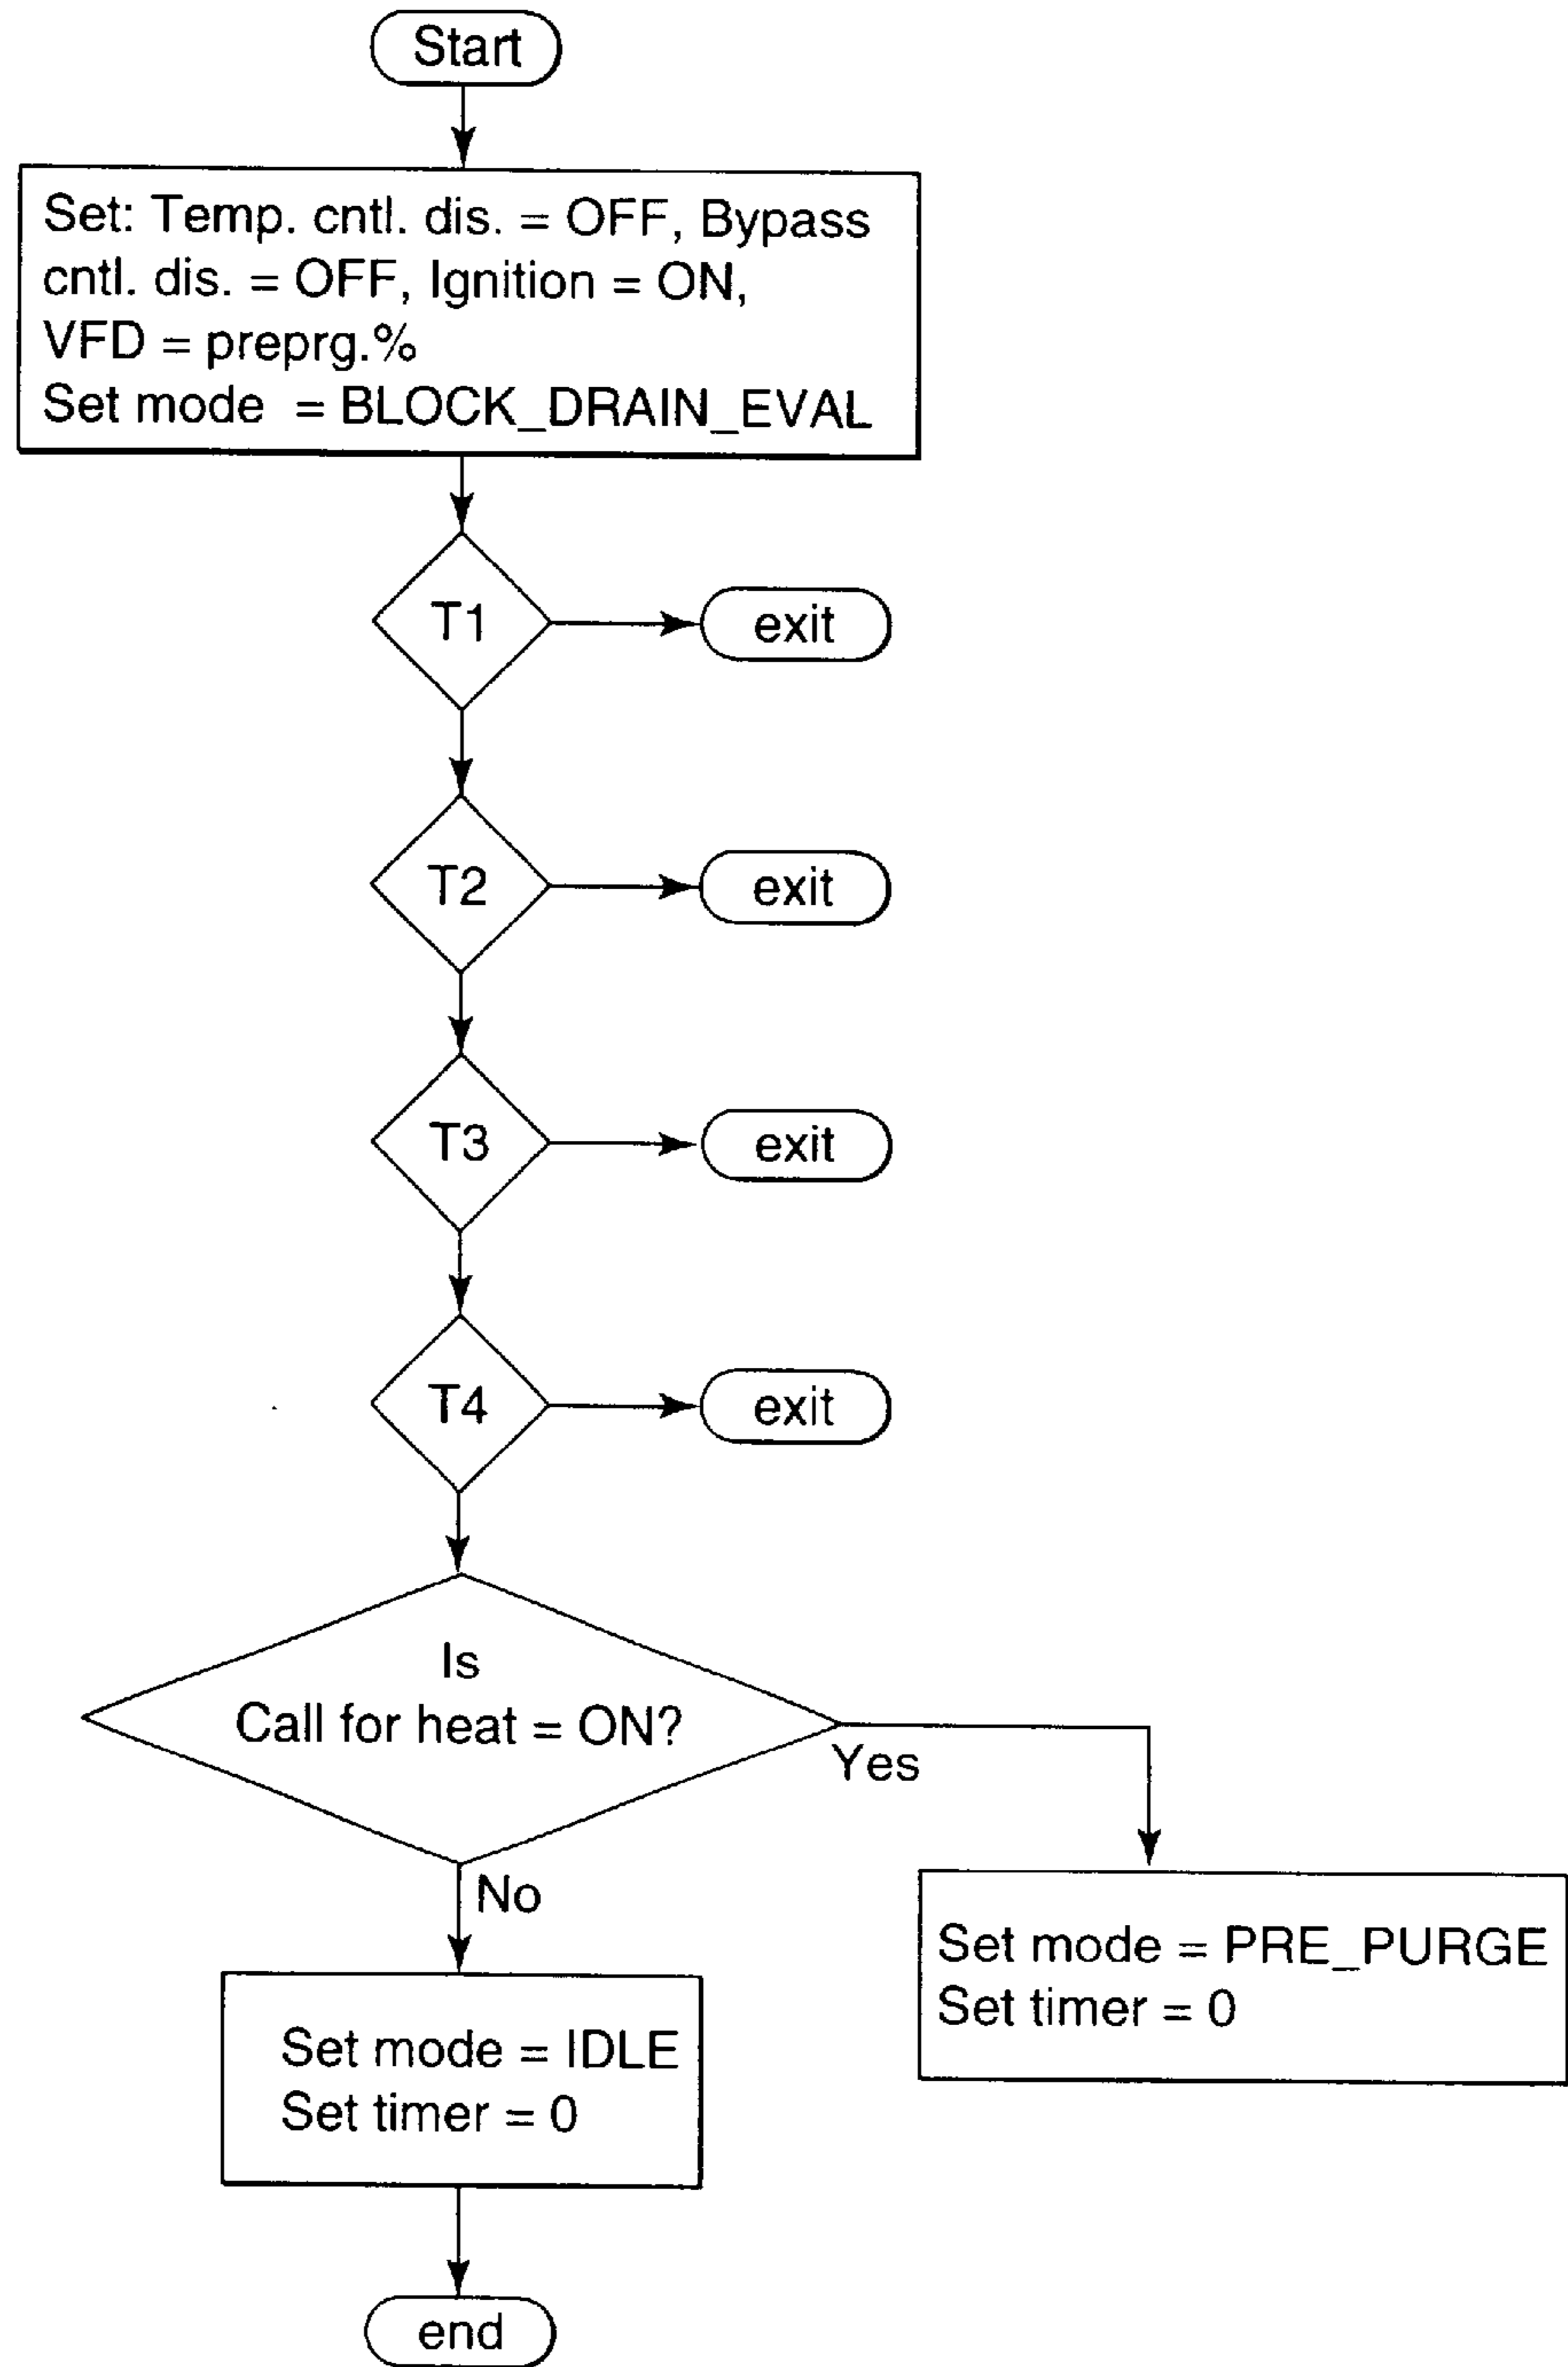 Start
Set: Temp. cntl. dis. = OFF, Bypass
cntl. dis. = OFF, Ignition = ON,
VFD = preprg.%
Set mode = BLOCK_DRAIN_EVAL
T1
exit
T2
exit
T3
exit
T4
exit
Is
Call for heat = ON?
Yes
No
Set mode = PRE_PURGE
Set timer = 0
Set mode = IDLE
Set timer = 0
end